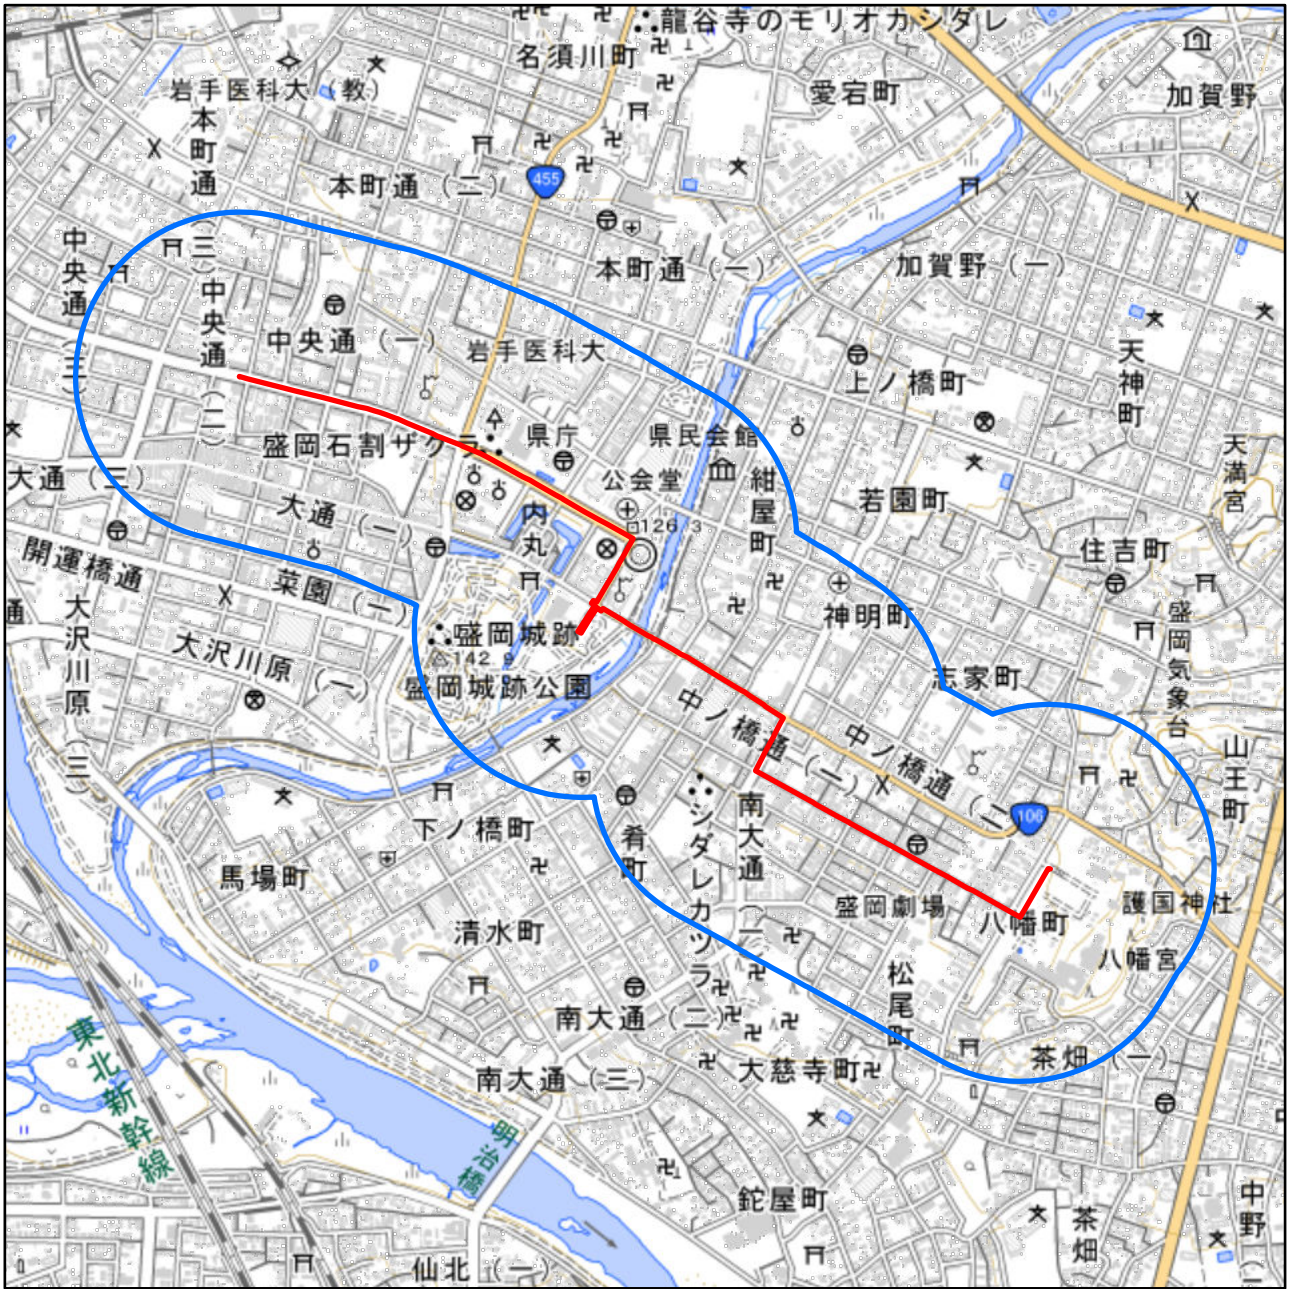 龍谷寺のモリオカシダレ
名須川町
岩手医科大(教)
愛宕町
加賀野
本町通(三)
本町通(二)
455
本町通(一)
加賀野(一)
中央通(三)
中央通(二)
中央通(一)
岩手医科大
上ノ橋町
天神町
盛岡石割ザクラ
県庁
県民会館
天満宮
大通(三)
大通(一)
公会堂
紺屋町
若園町
内丸
126.3
住吉町
開運橋通
菜園(一)
通
大沢川原(三)
盛岡城跡
142.9
神明町
盛岡気象台
大沢川原(一)
盛岡城跡公園
志家町
中ノ橋通(一)
中ノ橋通(二)
山王町
106
下ノ橋町
肴町
シダレカツラ
南大通(一)
馬場町
盛岡劇場
八幡町
護国神社
清水町
八幡宮
松尾町
南大通(二)
東北新幹線
茶畑(一)
南大通(三)
大慈寺町
明治橋
鉈屋町
茶畑
中野(一)
仙北(一)